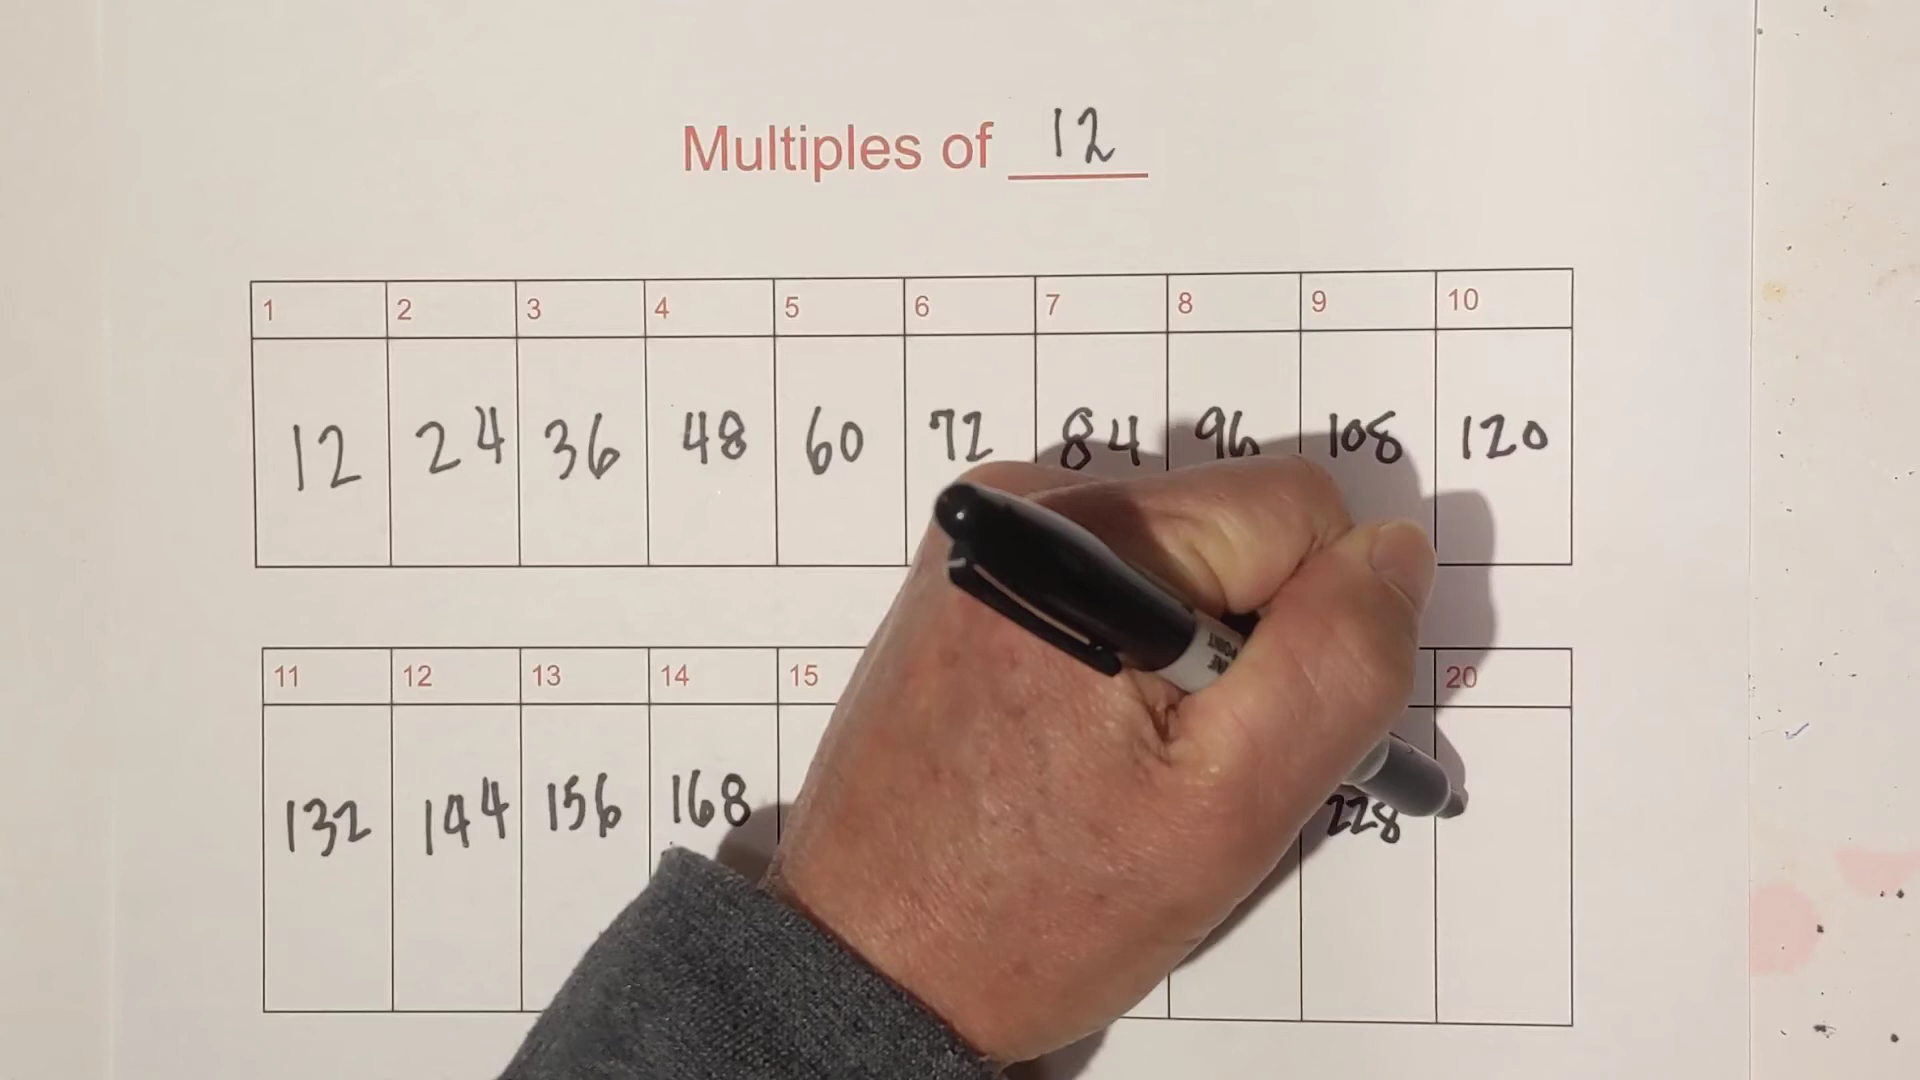 Multiples of 12
1 2 3 4 5 6 7 8 9 10
12 24 36 48 60 72 84 96 108 120
11 12 13 14 15 20
132 144 156 168 228
POINT